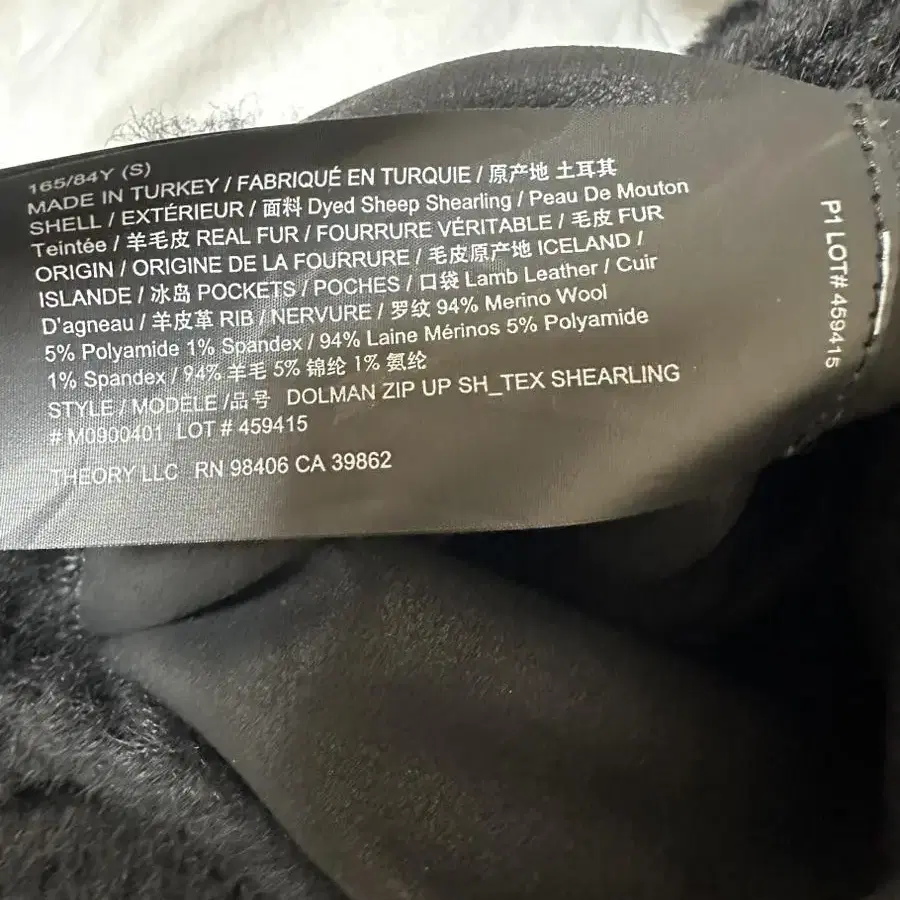 165/84Y (S)
MADE IN TURKEY / FABRIQUÉ EN TURQUIE / 原产地 土耳其
SHELL / EXTÉRIEUR / 面料 Dyed Sheep Shearling / Peau De Mouton
Teintée / 羊毛皮 REAL FUR / FOURRURE VÉRITABLE / 毛皮 FUR
ORIGIN / ORIGINE DE LA FOURRURE / 毛皮原产地 ICELAND /
ISLANDE / 冰岛 POCKETS / POCHES / 口袋 Lamb Leather / Cuir
D'agneau / 羊皮革 RIB / NERVURE / 罗纹 94% Merino Wool
5% Polyamide 1% Spandex / 94% Laine Mérinos 5% Polyamide
1% Spandex / 94% 羊毛 5% 锦纶 1% 氨纶
STYLE / MODÈLE /品号 DOLMAN ZIP UP SH_TEX SHEARLING
# M0900401 LOT # 459415
THEORY LLC RN 98406 CA 39862
P1 LOT# 459415